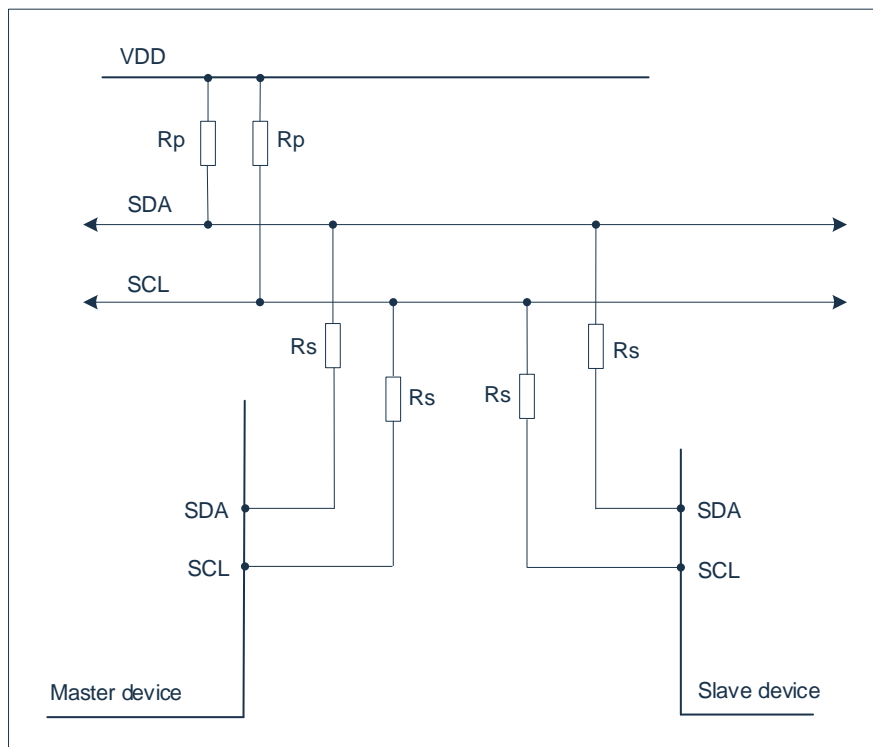 VDD
Rp
Rp
SDA
SCL
Rs
Rs
Rs
Rs
SDA
SDA
SCL
SCL
Master device
Slave device